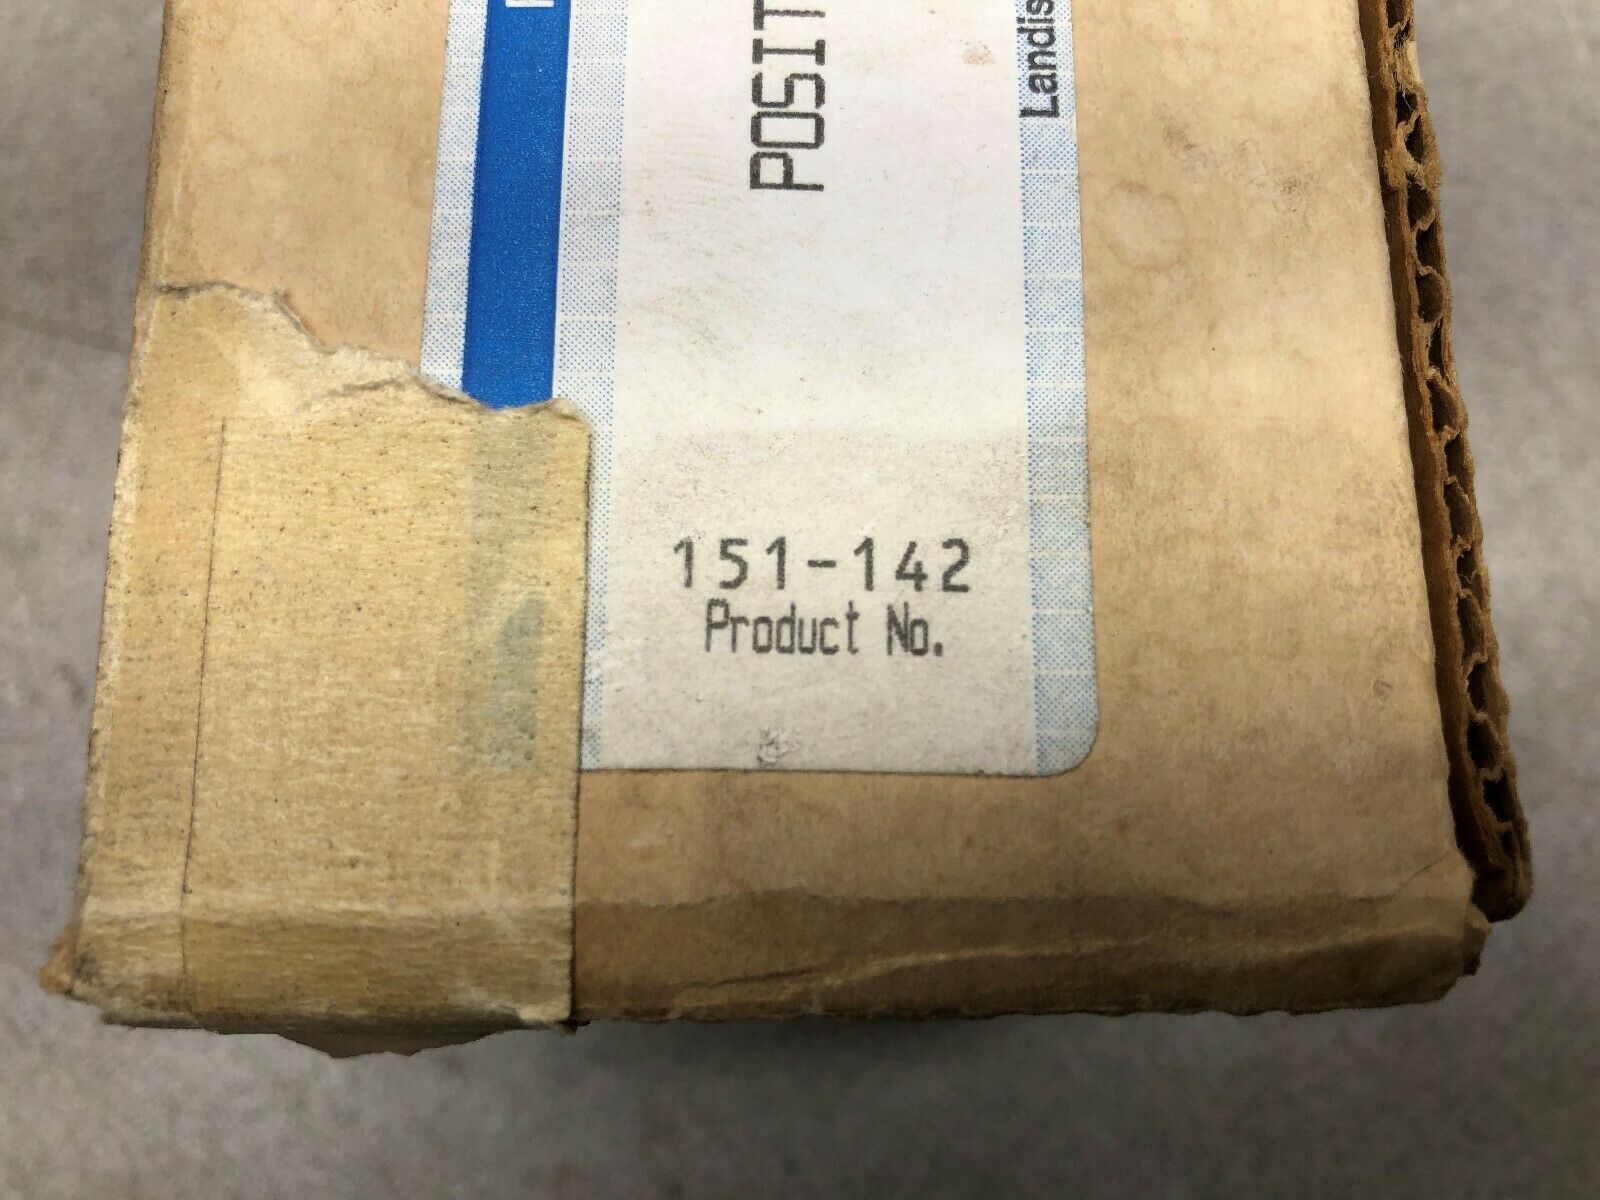 POSIT
Landis
151-142
Product No.